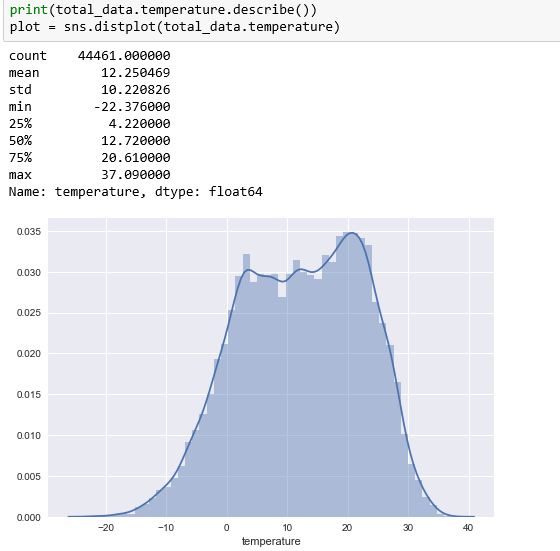 print(total_data.temperature.describe())
plot = sns.distplot(total_data.temperature)
count 44461.000000
mean 12.250469
std 10.220826
min -22.376000
25% 4.220000
50% 12.720000
75% 20.610000
max 37.090000
Name: temperature, dtype: float64
0.035
0.030
0.025
0.020
0.015
0.010
0.005
0.000
−20 −10 0 10 20 30 40
temperature